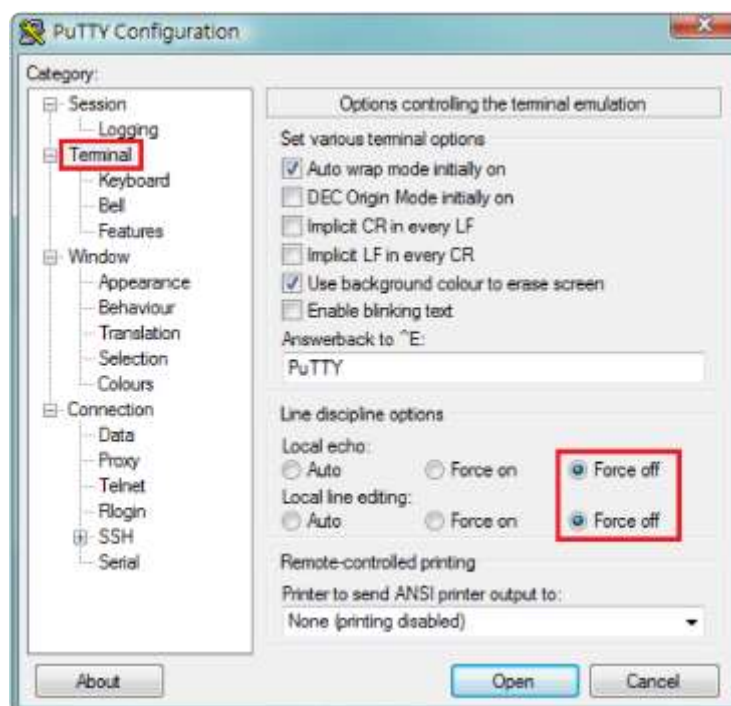 PuTTY Configuration
Category:
Session
Logging
Terminal
Keyboard
Bell
Features
Window
Appearance
Behaviour
Translation
Selection
Colours
Connection
Data
Proxy
Telnet
Rlogin
SSH
Serial
Options controlling the terminal emulation
Set various terminal options
Auto wrap mode initially on
DEC Origin Mode initially on
Implicit CR in every LF
Implicit LF in every CR
Use background colour to erase screen
Enable blinking text
Answerback to ^E:
PuTTY
Line discipline options
Local echo:
Auto Force on Force off
Local line editing:
Auto Force on Force off
Remote-controlled printing
Printer to send ANSI printer output to:
None (printing disabled)
About Open Cancel